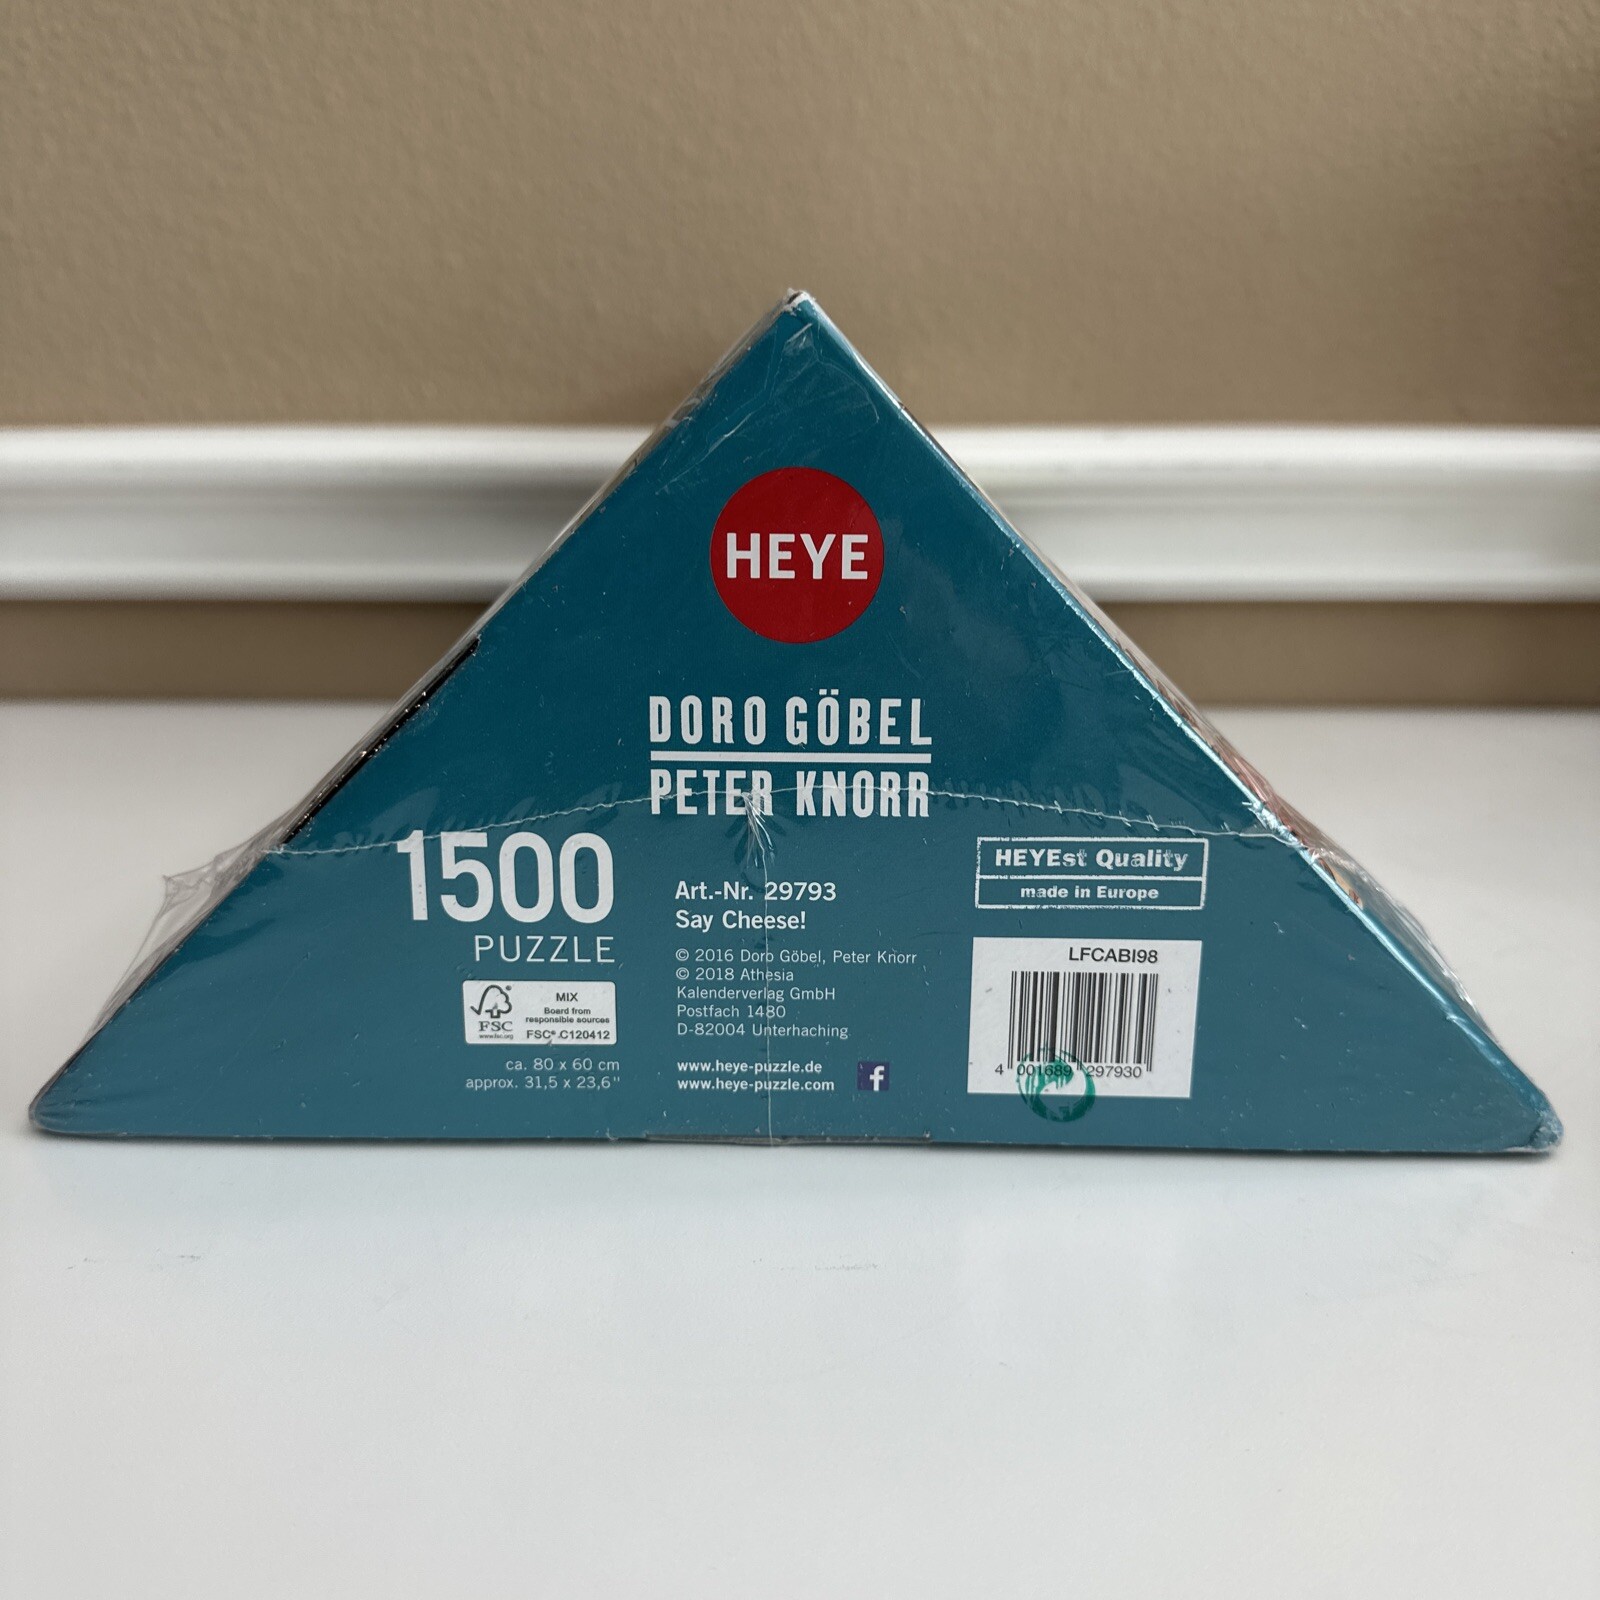 HEYE
DORO GÖBEL
PETER KNORR
1500
PUZZLE
MIX
Board from
responsible sources
FSC
www.fsc.org
FSC® C120412
ca. 80 x 60 cm
approx. 31,5 x 23,6"
Art.-Nr. 29793
Say Cheese!
© 2016 Doro Göbel, Peter Knorr
© 2018 Athesia
Kalenderverlag GmbH
Postfach 1480
D-82004 Unterhaching
www.heye-puzzle.de
www.heye-puzzle.com
f
HEYEst Quality
made in Europe
LFCABI98
4 001689 297930